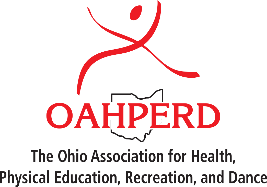 OAHPERD
The Ohio Association for Health,
Physical Education, Recreation, and Dance